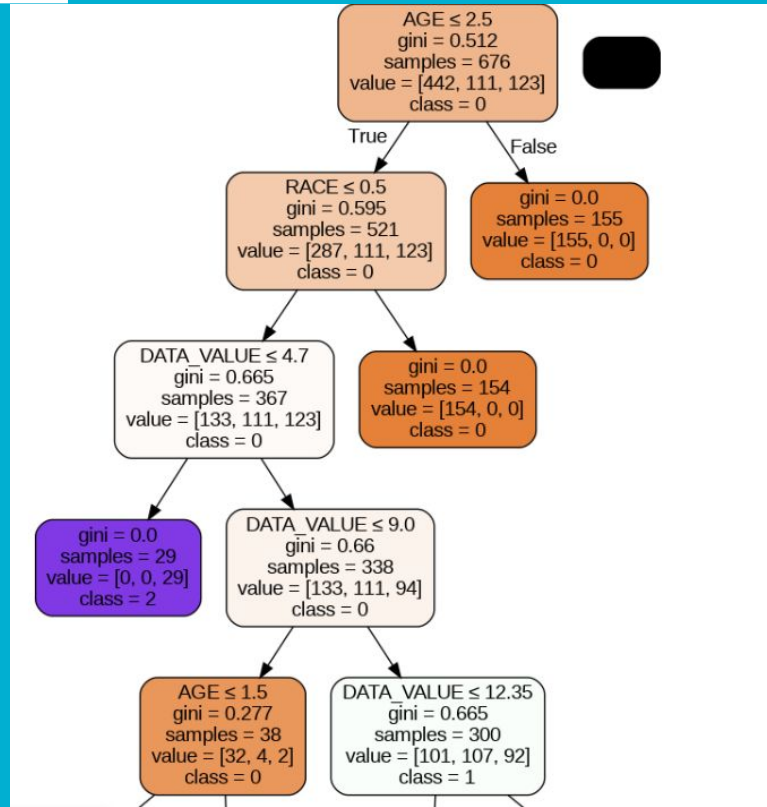 AGE ≤ 2.5
gini = 0.512
samples = 676
value = [442, 111, 123]
class = 0
True
False
RACE ≤ 0.5
gini = 0.595
samples = 521
value = [287, 111, 123]
class = 0
gini = 0.0
samples = 155
value = [155, 0, 0]
class = 0
DATA_VALUE ≤ 4.7
gini = 0.665
samples = 367
value = [133, 111, 123]
class = 0
gini = 0.0
samples = 154
value = [154, 0, 0]
class = 0
gini = 0.0
samples = 29
value = [0, 0, 29]
class = 2
DATA_VALUE ≤ 9.0
gini = 0.66
samples = 338
value = [133, 111, 94]
class = 0
AGE ≤ 1.5
gini = 0.277
samples = 38
value = [32, 4, 2]
class = 0
DATA_VALUE ≤ 12.35
gini = 0.665
samples = 300
value = [101, 107, 92]
class = 1